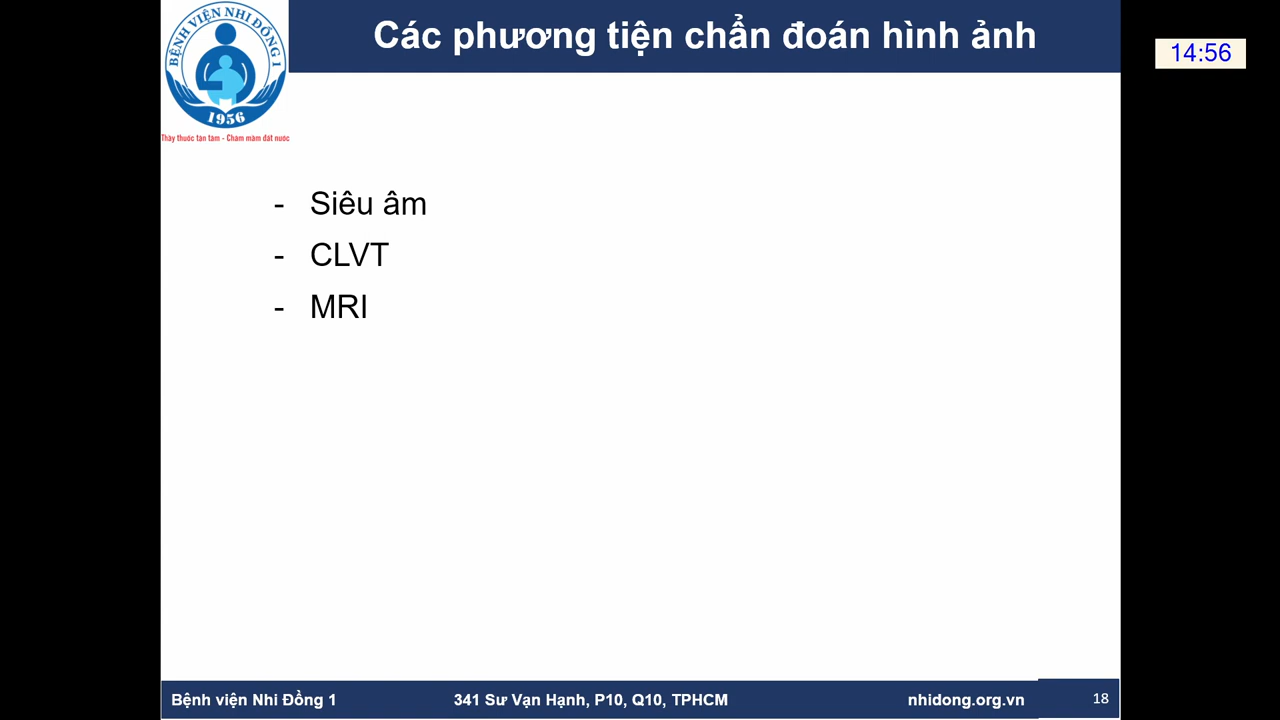 BỆNH VIỆN NHI ĐỒNG 1
1956
Thầy thuốc tận tâm - Chăm mầm đất nước
Các phương tiện chẩn đoán hình ảnh
14:56
- Siêu âm
- CLVT
- MRI
Bệnh viện Nhi Đồng 1 341 Sư Vạn Hạnh, P10, Q10, TPHCM nhidong.org.vn 18